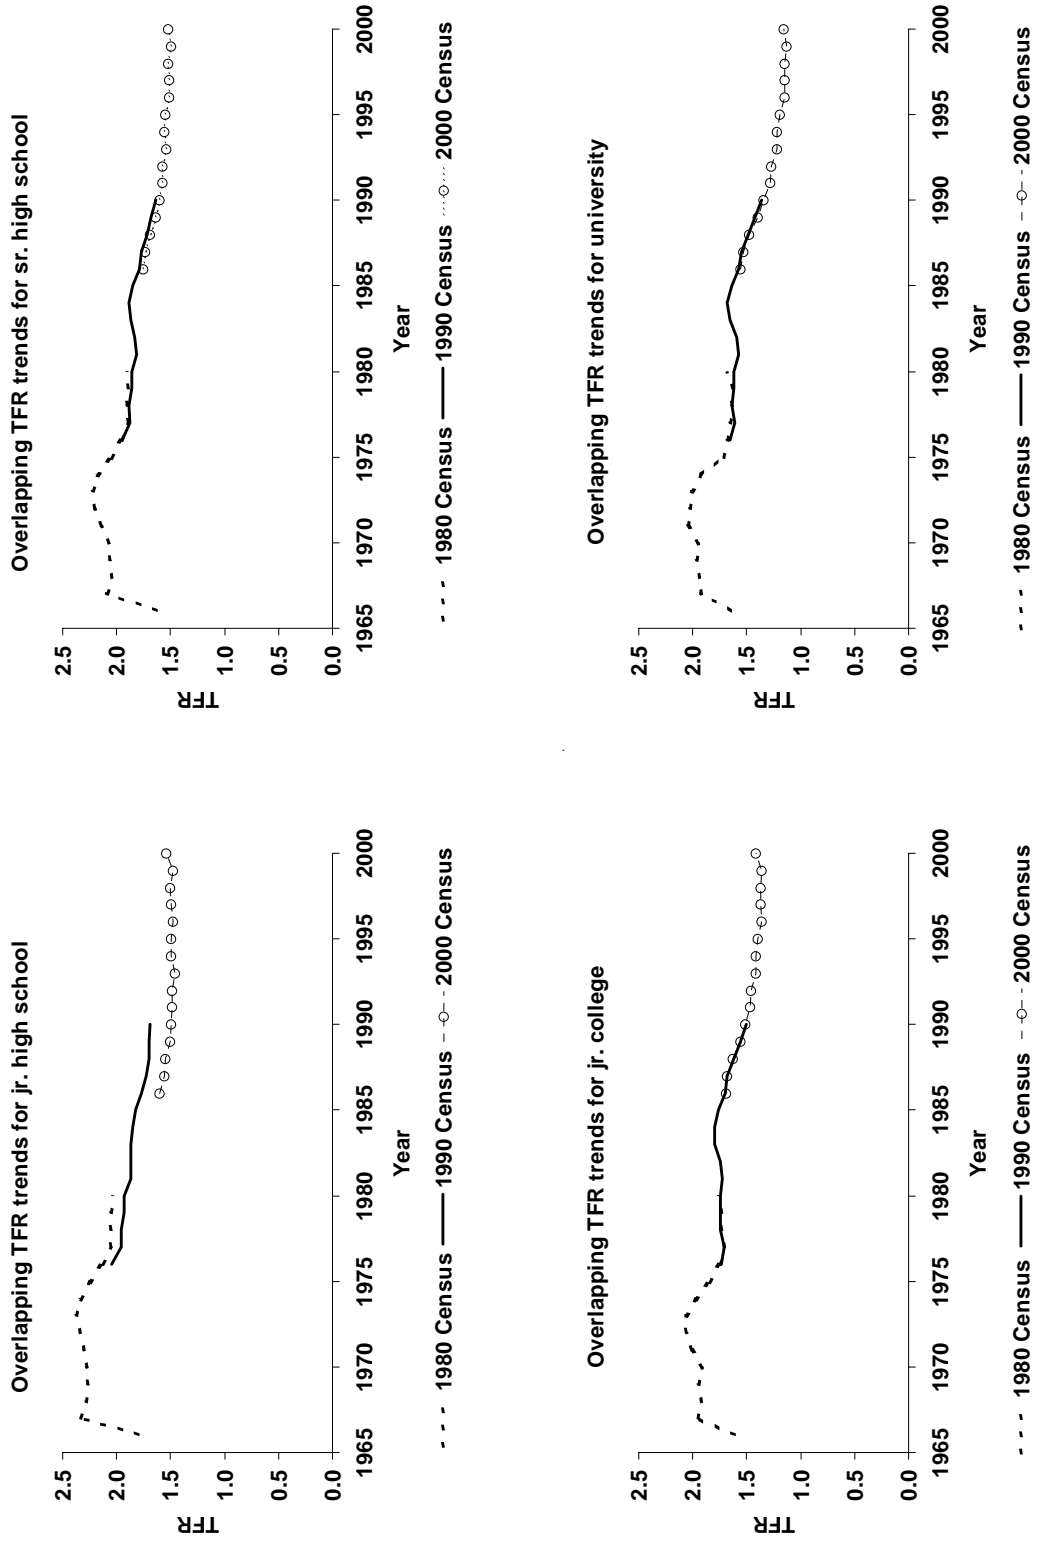 Overlapping TFR trends for jr. high school
TFR
2.5
2.0
1.5
1.0
0.5
0.0
1965 1970 1975 1980 1985 1990 1995 2000
Year
1980 Census 1990 Census 2000 Census
Overlapping TFR trends for sr. high school
TFR
2.5
2.0
1.5
1.0
0.5
0.0
1965 1970 1975 1980 1985 1990 1995 2000
Year
1980 Census 1990 Census 2000 Census
Overlapping TFR trends for jr. college
TFR
2.5
2.0
1.5
1.0
0.5
0.0
1965 1970 1975 1980 1985 1990 1995 2000
Year
1980 Census 1990 Census 2000 Census
Overlapping TFR trends for university
TFR
2.5
2.0
1.5
1.0
0.5
0.0
1965 1970 1975 1980 1985 1990 1995 2000
Year
1980 Census 1990 Census 2000 Census